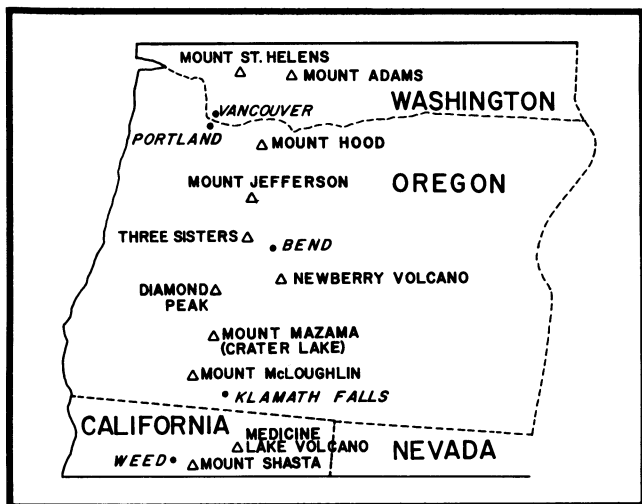 MOUNT ST. HELENS
MOUNT ADAMS
WASHINGTON
VANCOUVER
PORTLAND
MOUNT HOOD
MOUNT JEFFERSON
OREGON
THREE SISTERS
BEND
NEWBERRY VOLCANO
DIAMOND
PEAK
MOUNT MAZAMA
(CRATER LAKE)
MOUNT McLOUGHLIN
KLAMATH FALLS
CALIFORNIA
MEDICINE
LAKE VOLCANO
NEVADA
WEED
MOUNT SHASTA